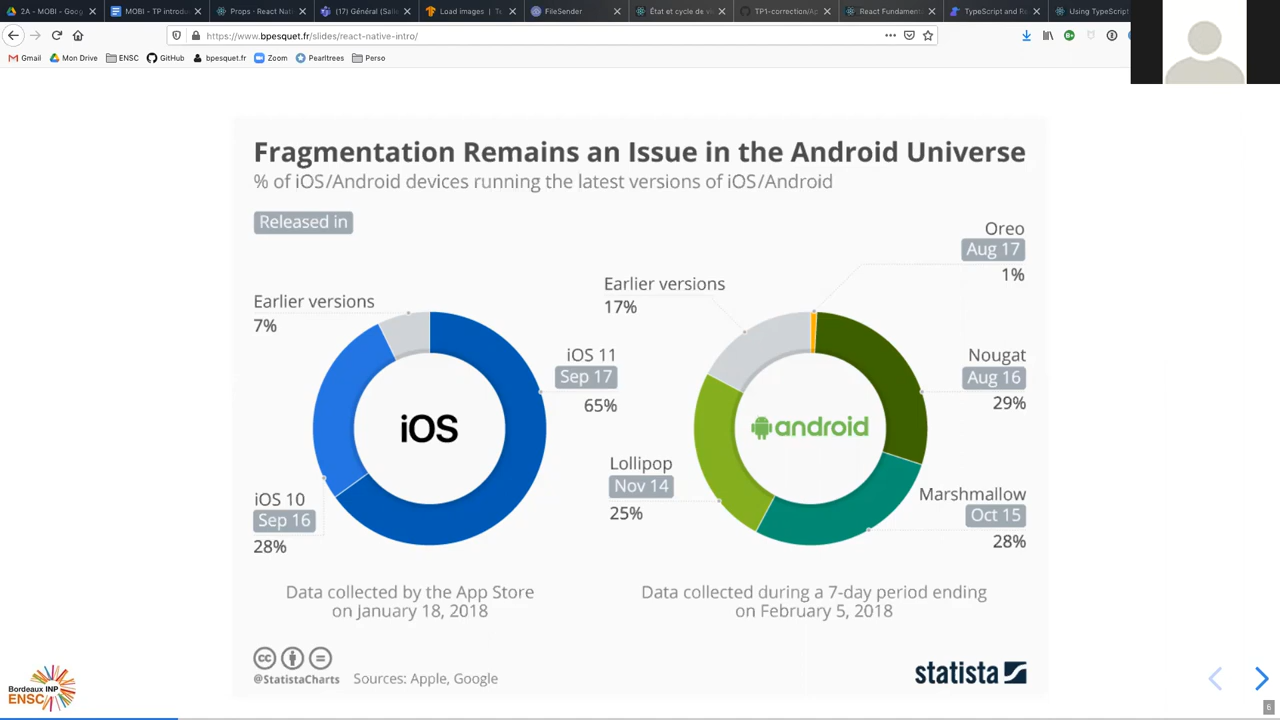 2A - MOBI - Goog
MOBI - TP introdu
Props · React Nati
(17) Général (Salle
Load images | Te
FileSender
État et cycle de vi
TP1-correction/Ap
React Fundament
TypeScript and Re
Using TypeScript
https://www.bpesquet.fr/slides/react-native-intro/
Gmail
Mon Drive
ENSC
GitHub
bpesquet.fr
Zoom
Pearltrees
Perso
Fragmentation Remains an Issue in the Android Universe
% of iOS/Android devices running the latest versions of iOS/Android
Released in
Earlier versions
7%
iOS 11
Sep 17
65%
iOS
iOS 10
Sep 16
28%
Data collected by the App Store
on January 18, 2018
Oreo
Aug 17
1%
Earlier versions
17%
Nougat
Aug 16
29%
android
Lollipop
Nov 14
25%
Marshmallow
Oct 15
28%
Data collected during a 7-day period ending
on February 5, 2018
cc
@StatistaCharts
Sources: Apple, Google
statista
Bordeaux INP
ENSC
6